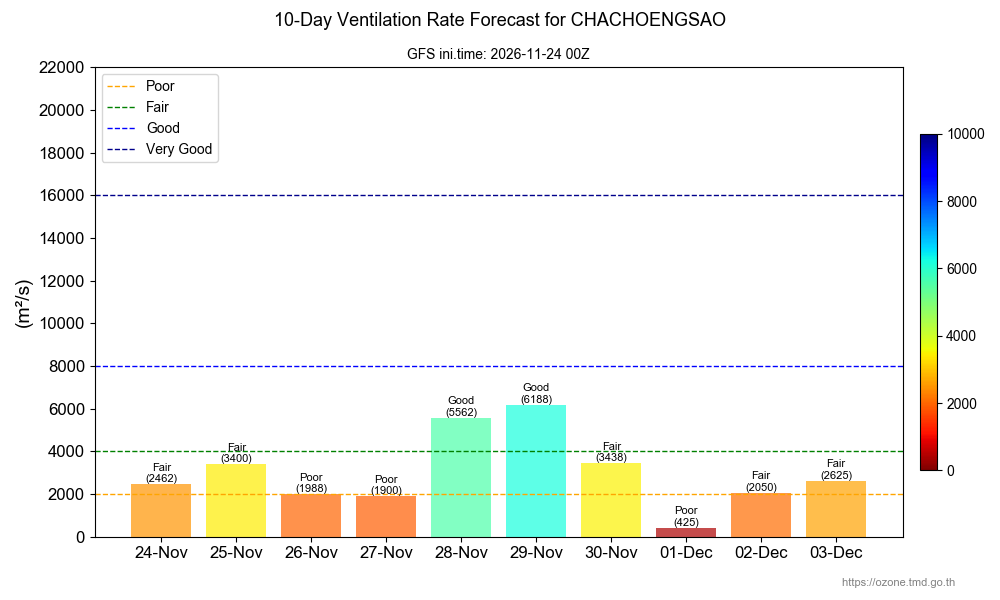 10-Day Ventilation Rate Forecast for CHACHOENGSAO
GFS ini.time: 2026-11-24 00Z
(m²/s)
22000
20000
18000
16000
14000
12000
10000
8000
6000
4000
2000
0
Poor
Fair
Good
Very Good
Fair
(2462)
Fair
(3400)
Poor
(1988)
Poor
(1900)
Good
(5562)
Good
(6188)
Fair
(3438)
Poor
(425)
Fair
(2050)
Fair
(2625)
24-Nov 25-Nov 26-Nov 27-Nov 28-Nov 29-Nov 30-Nov 01-Dec 02-Dec 03-Dec
10000
8000
6000
4000
2000
0
https://ozone.tmd.go.th